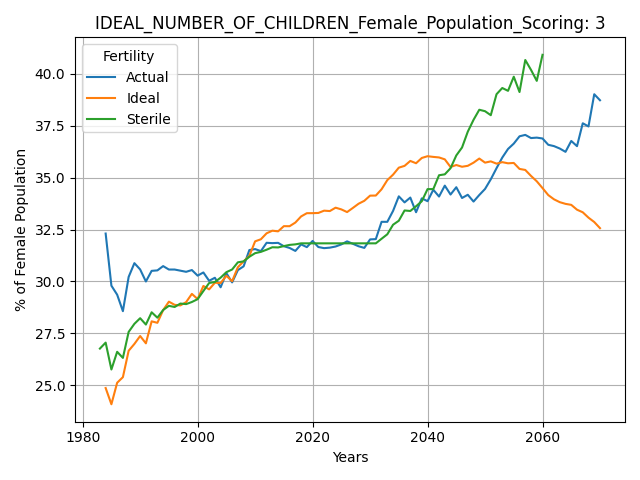 IDEAL_NUMBER_OF_CHILDREN_Female_Population_Scoring: 3
Fertility
Actual
Ideal
Sterile
% of Female Population
40.0
37.5
35.0
32.5
30.0
27.5
25.0
1980
2000
2020
2040
2060
Years